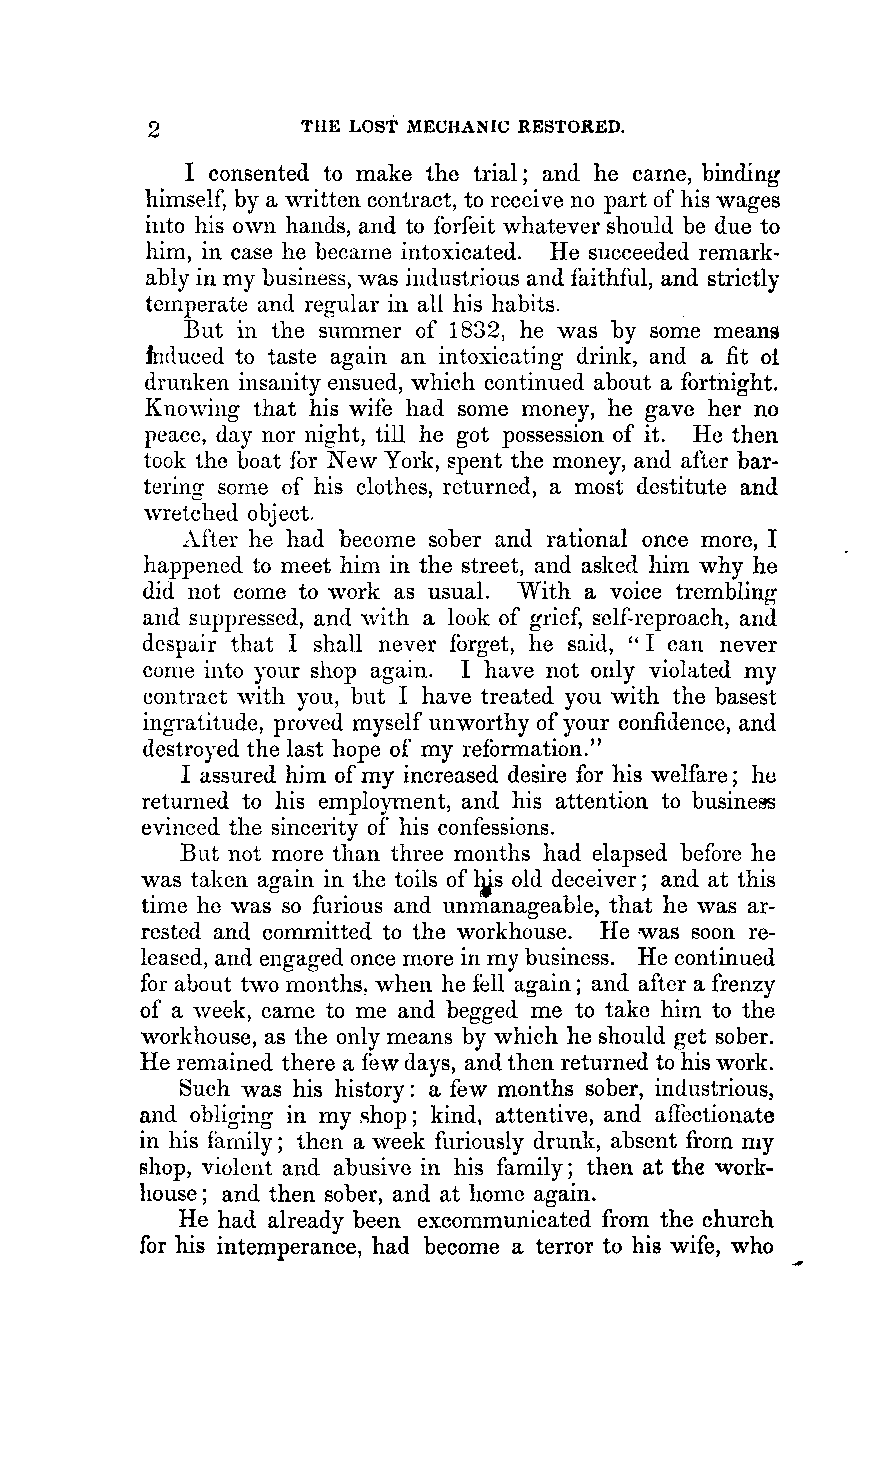 2 THE LOST MECHANIC RESTORED.
I consented to make the trial; and he came, binding
himself, by a written contract, to receive no part of his wages
into his own hands, and to forfeit whatever should be due to
him, in case he became intoxicated. He succeeded remark-
ably in my business, was industrious and faithful, and strictly
temperate and regular in all his habits.
But in the summer of 1832, he was by some means
induced to taste again an intoxicating drink, and a fit of
drunken insanity ensued, which continued about a fortnight.
Knowing that his wife had some money, he gave her no
peace, day nor night, till he got possession of it. He then
took the boat for New York, spent the money, and after bar-
tering some of his clothes, returned, a most destitute and
wretched object.
After he had become sober and rational once more, I
happened to meet him in the street, and asked him why he
did not come to work as usual. With a voice trembling
and suppressed, and with a look of grief, self-reproach, and
despair that I shall never forget, he said, "I can never
come into your shop again. I have not only violated my
contract with you, but I have treated you with the basest
ingratitude, proved myself unworthy of your confidence, and
destroyed the last hope of my reformation."
I assured him of my increased desire for his welfare; he
returned to his employment, and his attention to business
evinced the sincerity of his confessions.
But not more than three months had elapsed before he
was taken again in the toils of his old deceiver; and at this
time he was so furious and unmanageable, that he was ar-
rested and committed to the workhouse. He was soon re-
leased, and engaged once more in my business. He continued
for about two months, when he fell again; and after a frenzy
of a week, came to me and begged me to take him to the
workhouse, as the only means by which he should get sober.
He remained there a few days, and then returned to his work.
Such was his history: a few months sober, industrious,
and obliging in my shop; kind, attentive, and affectionate
in his family; then a week furiously drunk, absent from my
shop, violent and abusive in his family; then at the work-
house; and then sober, and at home again.
He had already been excommunicated from the church
for his intemperance, had become a terror to his wife, who